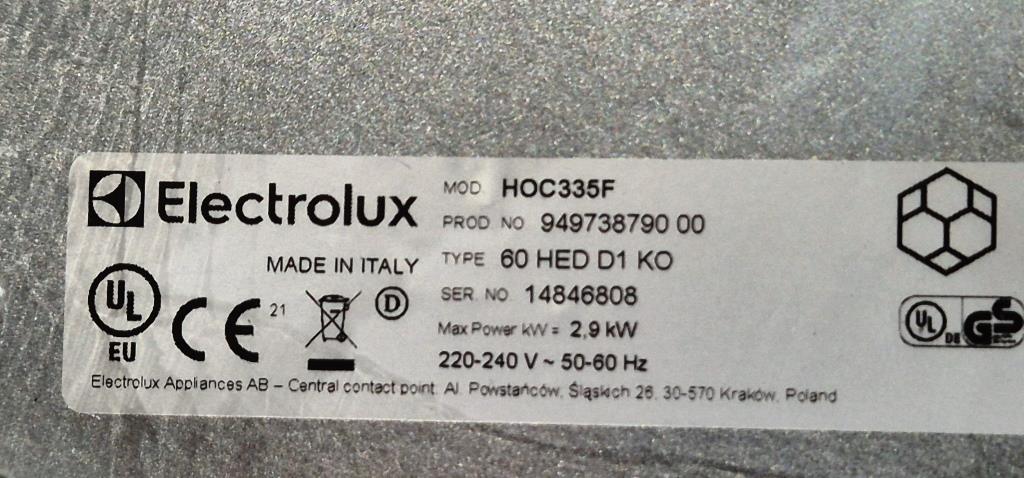 Electrolux
MADE IN ITALY
MOD. HOC335F
PROD. NO 949738790 00
TYPE 60 HED D1 KO
SER. NO. 14846808
Max Power kW = 2,9 kW
220-240 V ~ 50-60 Hz
UL
EU
CE 21
D
Electrolux Appliances AB – Central contact point: Al. Powstańców. Śląskich 26, 30-570 Kraków, Poland
UL
DE
GS